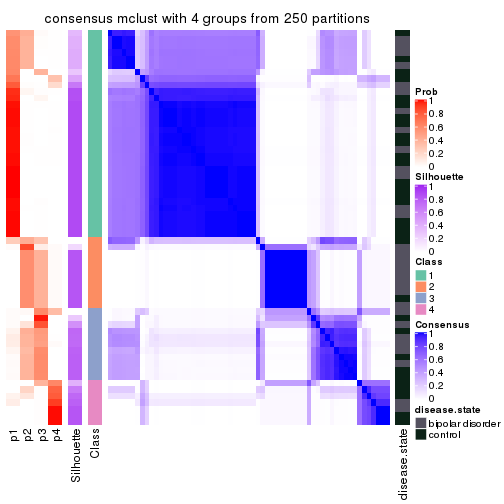 consensus mclust with 4 groups from 250 partitions
Prob
1
0.8
0.6
0.4
0.2
0
Silhouette
1
0.8
0.6
0.4
0.2
0
Class
1
2
3
4
Consensus
1
0.8
0.6
0.4
0.2
0
disease.state
bipolar disorder
control
p1
p2
p3
p4
Silhouette
Class
disease.state